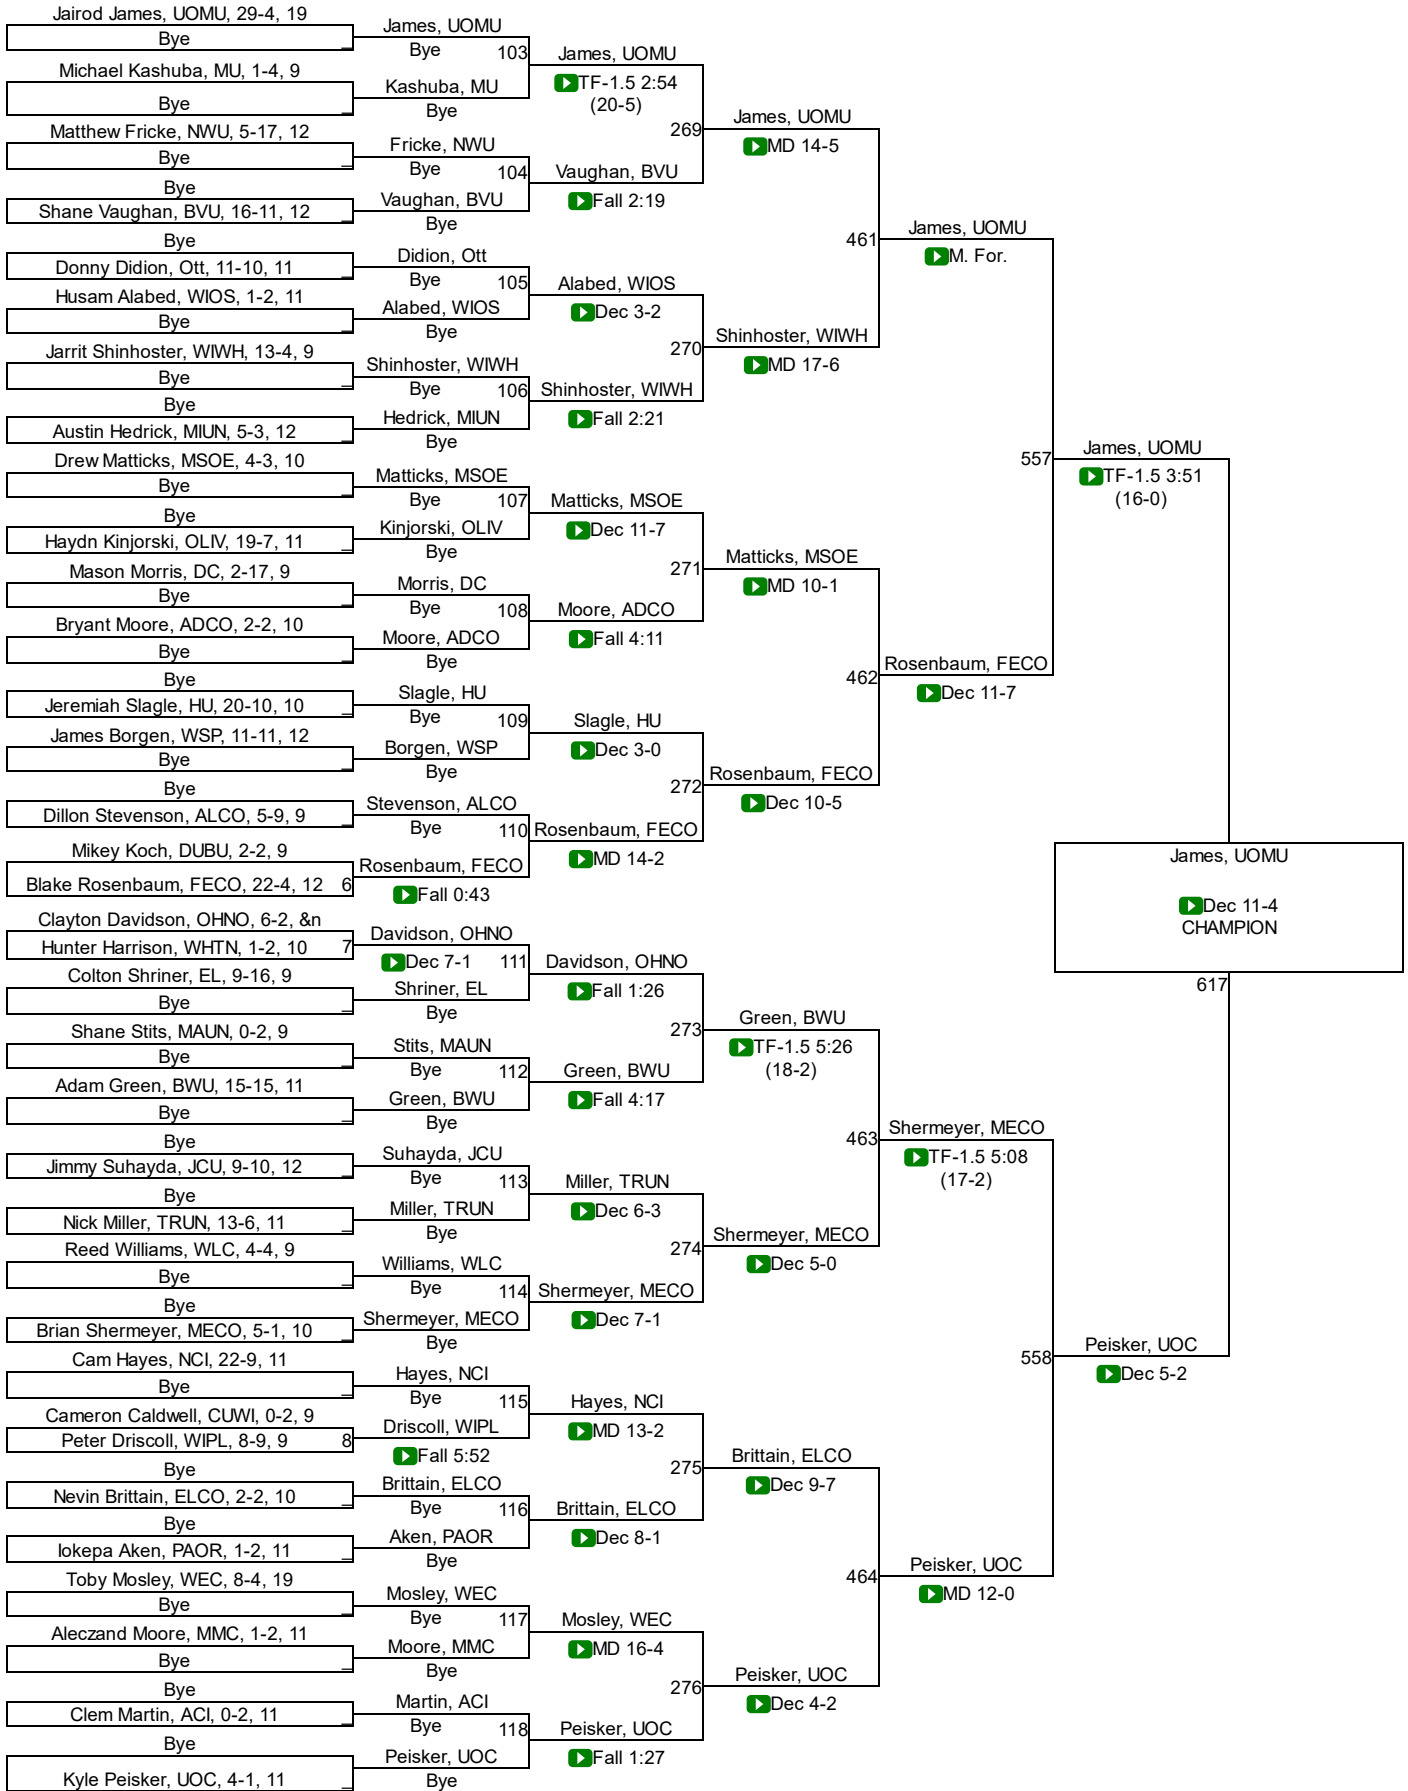 Jairod James, UOMU, 29-4, 19
Bye
Michael Kashuba, MU, 1-4, 9
Bye
Matthew Fricke, NWU, 5-17, 12
Bye
Bye
Shane Vaughan, BVU, 16-11, 12
Bye
Donny Didion, Ott, 11-10, 11
Husam Alabed, WIOS, 1-2, 11
Bye
Jarrit Shinhoster, WIWH, 13-4, 9
Bye
Bye
Austin Hedrick, MIUN, 5-3, 12
Drew Matticks, MSOE, 4-3, 10
Bye
Bye
Haydn Kinjorski, OLIV, 19-7, 11
Mason Morris, DC, 2-17, 9
Bye
Bryant Moore, ADCO, 2-2, 10
Bye
Bye
Jeremiah Slagle, HU, 20-10, 10
James Borgen, WSP, 11-11, 12
Bye
Bye
Dillon Stevenson, ALCO, 5-9, 9
Mikey Koch, DUBU, 2-2, 9
Blake Rosenbaum, FECO, 22-4, 12 6
Clayton Davidson, OHNO, 6-2, &n
Hunter Harrison, WHTN, 1-2, 10 7
Colton Shriner, EL, 9-16, 9
Bye
Shane Stits, MAUN, 0-2, 9
Bye
Adam Green, BWU, 15-15, 11
Bye
Bye
Jimmy Suhayda, JCU, 9-10, 12
Bye
Nick Miller, TRUN, 13-6, 11
Reed Williams, WLC, 4-4, 9
Bye
Bye
Brian Shermeyer, MECO, 5-1, 10
Cam Hayes, NCI, 22-9, 11
Bye
Cameron Caldwell, CUWI, 0-2, 9
Peter Driscoll, WIPL, 8-9, 9 8
Bye
Nevin Brittain, ELCO, 2-2, 10
Bye
Iokepa Aken, PAOR, 1-2, 11
Toby Mosley, WEC, 8-4, 19
Bye
Aleczand Moore, MMC, 1-2, 11
Bye
Bye
Clem Martin, ACI, 0-2, 11
Bye
Kyle Peisker, UOC, 4-1, 11
James, UOMU
Bye 103
Kashuba, MU
Bye
Fricke, NWU
Bye 104
Vaughan, BVU
Bye
Didion, Ott
Bye 105
Alabed, WIOS
Bye
Shinhoster, WIWH
Bye 106
Hedrick, MIUN
Bye
Matticks, MSOE
Bye 107
Kinjorski, OLIV
Bye
Morris, DC
Bye 108
Moore, ADCO
Bye
Slagle, HU
Bye 109
Borgen, WSP
Bye
Stevenson, ALCO
Bye 110
Rosenbaum, FECO
Fall 0:43
Davidson, OHNO
Dec 7-1 111
Shriner, EL
Bye
Stits, MAUN
Bye 112
Green, BWU
Bye
Suhayda, JCU
Bye 113
Miller, TRUN
Bye
Williams, WLC
Bye 114
Shermeyer, MECO
Bye
Hayes, NCI
Bye 115
Driscoll, WIPL
Fall 5:52
Brittain, ELCO
Bye 116
Aken, PAOR
Bye
Mosley, WEC
Bye 117
Moore, MMC
Bye
Martin, ACI
Bye 118
Peisker, UOC
Bye
James, UOMU
TF-1.5 2:54
(20-5)
269
Vaughan, BVU
Fall 2:19
Alabed, WIOS
Dec 3-2
270
Shinhoster, WIWH
Fall 2:21
Matticks, MSOE
Dec 11-7
271
Moore, ADCO
Fall 4:11
Slagle, HU
Dec 3-0
272
Rosenbaum, FECO
MD 14-2
Davidson, OHNO
Fall 1:26
273
Green, BWU
Fall 4:17
Miller, TRUN
Dec 6-3
274
Shermeyer, MECO
Dec 7-1
Hayes, NCI
MD 13-2
275
Brittain, ELCO
Dec 8-1
Mosley, WEC
MD 16-4
276
Peisker, UOC
Fall 1:27
James, UOMU
MD 14-5
461
Shinhoster, WIWH
MD 17-6
Matticks, MSOE
MD 10-1
462
Rosenbaum, FECO
Dec 10-5
Green, BWU
TF-1.5 5:26
(18-2)
463
Shermeyer, MECO
Dec 5-0
Brittain, ELCO
Dec 9-7
464
Peisker, UOC
Dec 4-2
James, UOMU
M. For.
557
Rosenbaum, FECO
Dec 11-7
Shermeyer, MECO
TF-1.5 5:08
(17-2)
558
Peisker, UOC
MD 12-0
James, UOMU
TF-1.5 3:51
(16-0)
Peisker, UOC
Dec 5-2
James, UOMU
Dec 11-4
CHAMPION
617